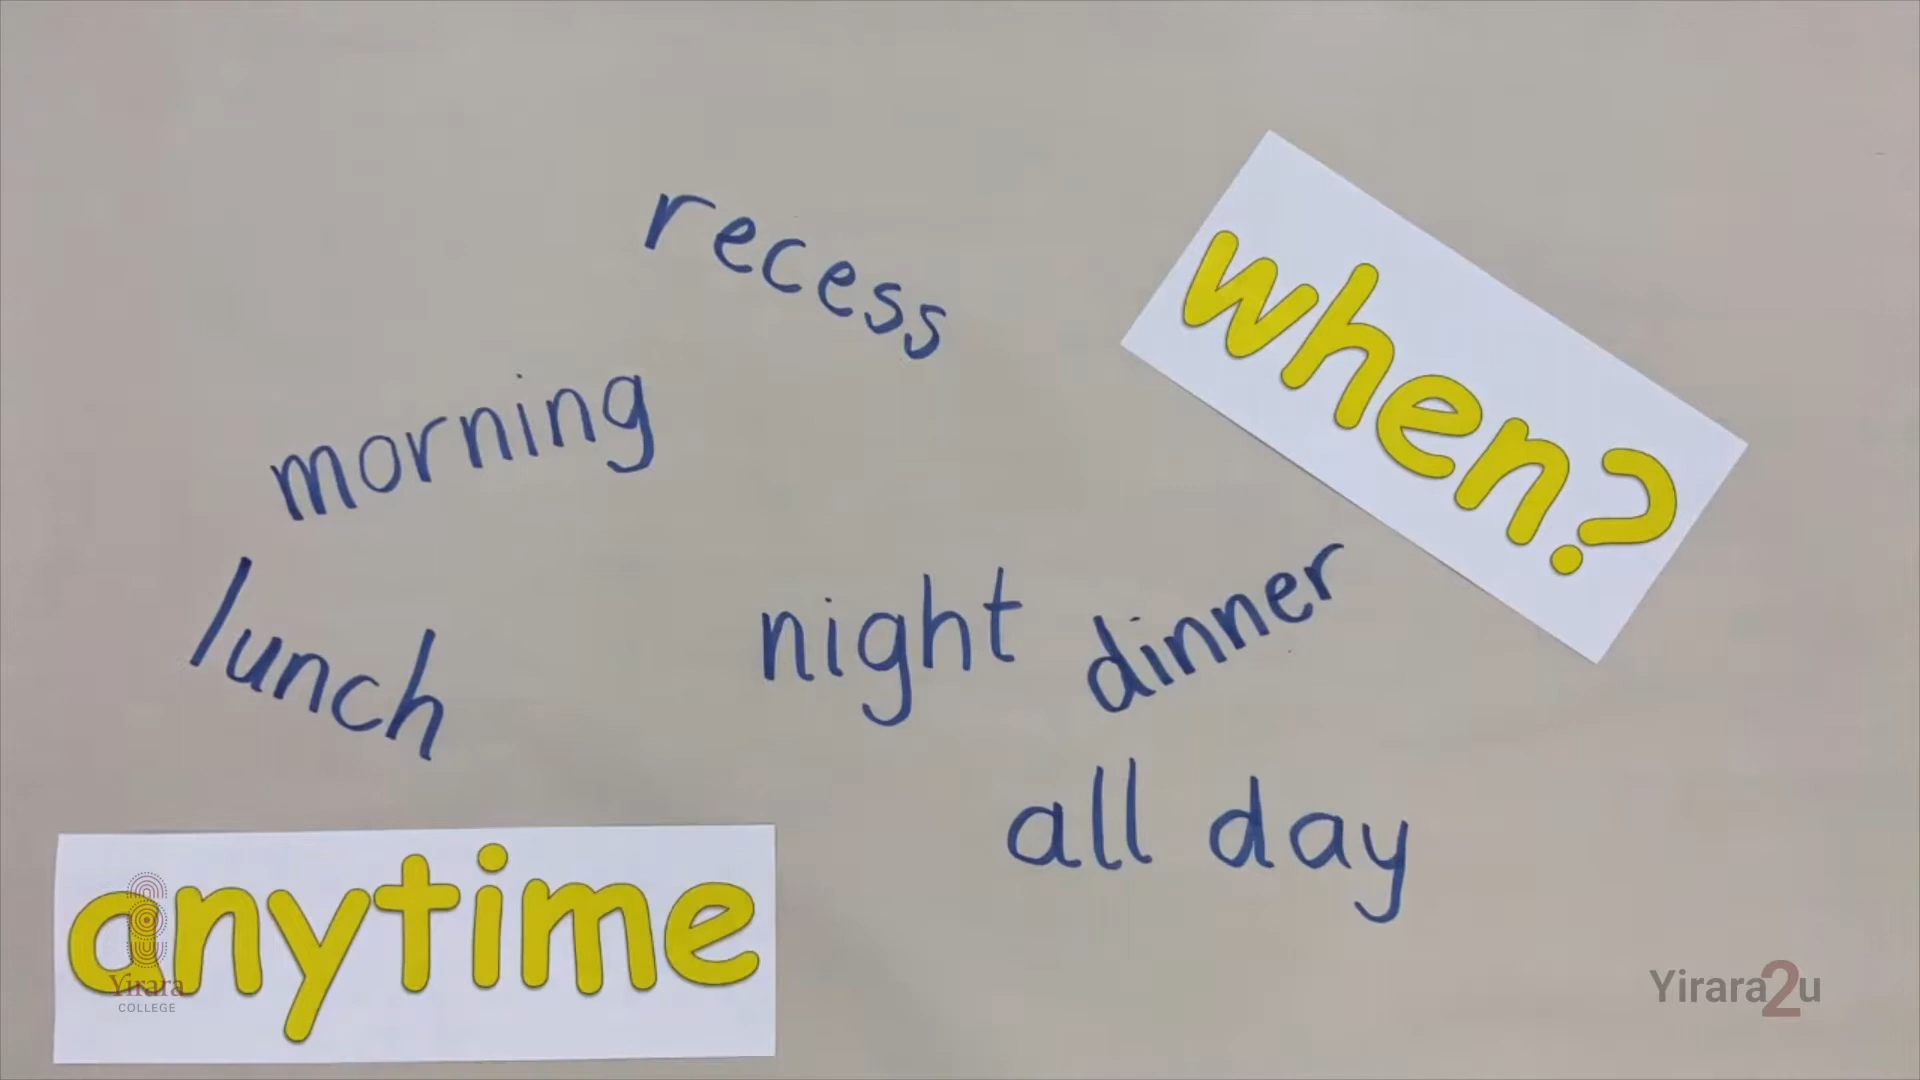 recess
when?
morning
lunch
night
dinner
all day
anytime
Yirara
COLLEGE
Yirara2u